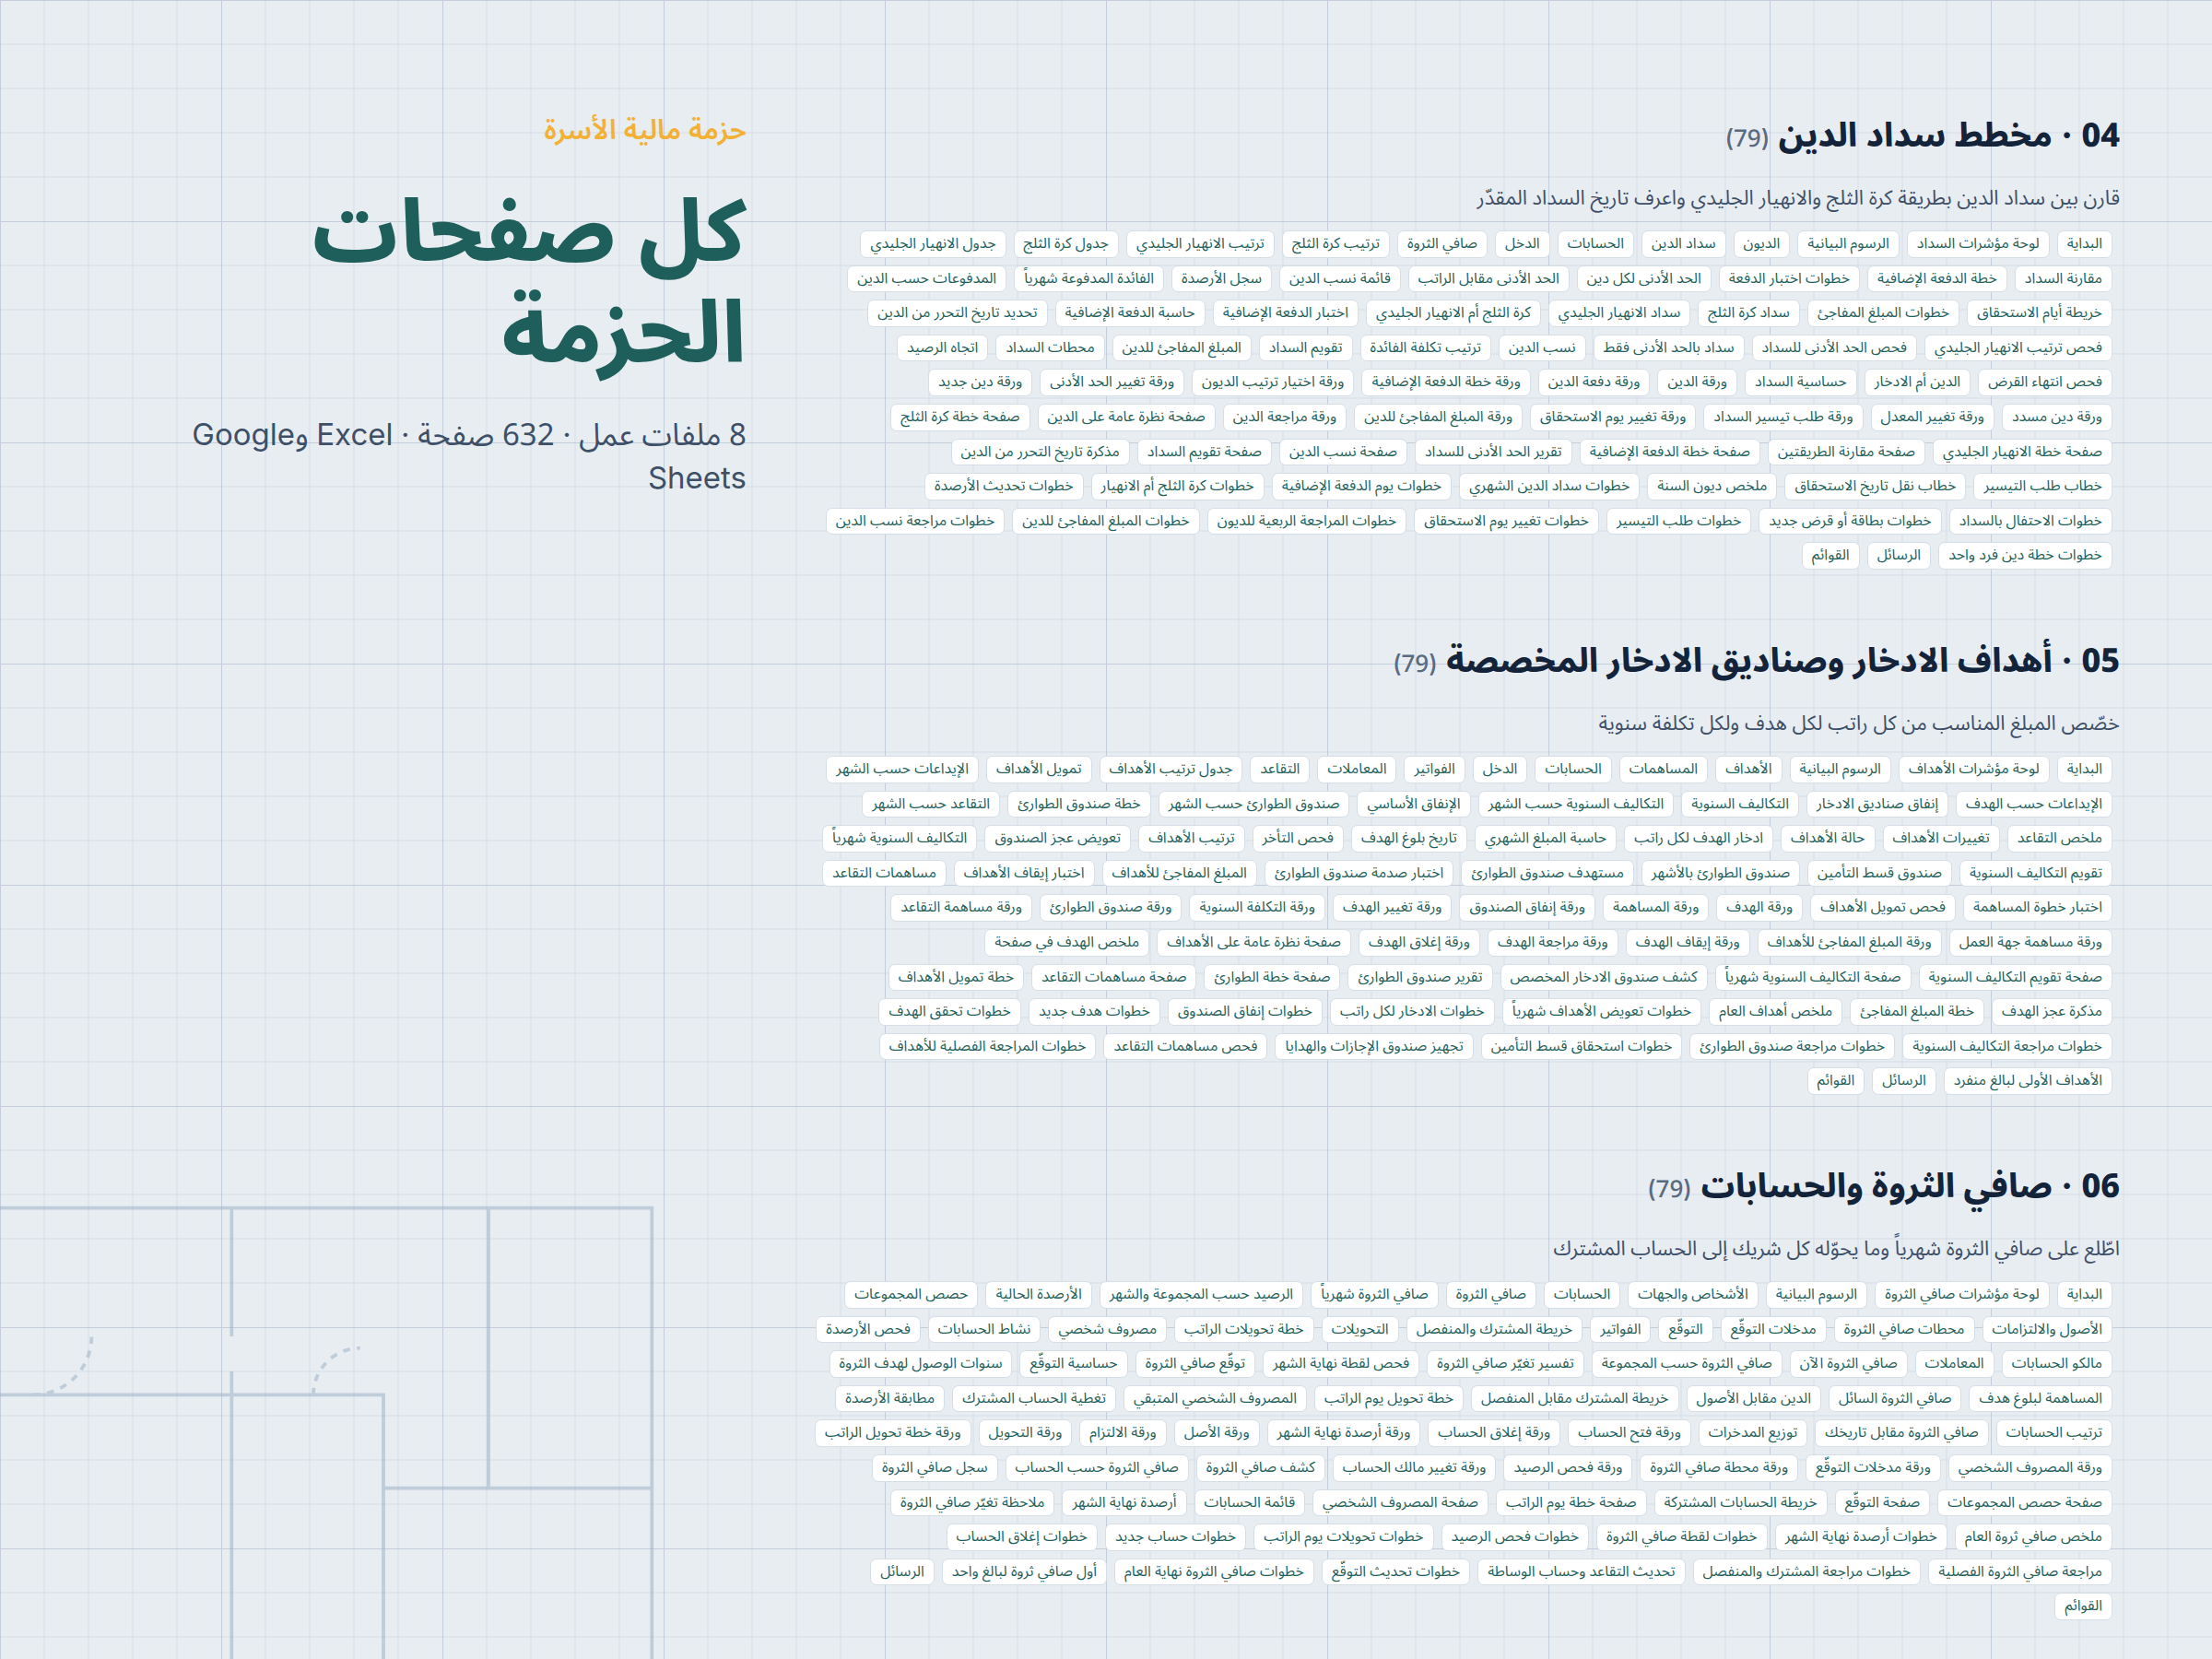 حزمة مالية الأسرة
كل صفحات
الحزمة
8 ملفات عمل · 632 صفحة · Excel وGoogle
Sheets
04 · مخطط سداد الدين (79)
قارن بين سداد الدين بطريقة كرة الثلج والانهيار الجليدي واعرف تاريخ السداد المقدّر
البداية لوحة مؤشرات السداد الرسوم البيانية الديون سداد الدين الحسابات الدخل صافي الثروة ترتيب كرة الثلج ترتيب الانهيار الجليدي جدول كرة الثلج جدول الانهيار الجليدي
مقارنة السداد خطة الدفعة الإضافية خطوات اختبار الدفعة الحد الأدنى لكل دين الحد الأدنى مقابل الراتب قائمة نسب الدين سجل الأرصدة الفائدة المدفوعة شهرياً المدفوعات حسب الدين
خريطة أيام الاستحقاق خطوات المبلغ المفاجئ سداد كرة الثلج سداد الانهيار الجليدي كرة الثلج أم الانهيار الجليدي اختبار الدفعة الإضافية حاسبة الدفعة الإضافية تحديد تاريخ التحرر من الدين
فحص ترتيب الانهيار الجليدي فحص الحد الأدنى للسداد سداد بالحد الأدنى فقط نسب الدين ترتيب تكلفة الفائدة تقويم السداد المبلغ المفاجئ للدين محطات السداد اتجاه الرصيد
فحص انتهاء القرض الدين أم الادخار حساسية السداد ورقة الدين ورقة دفعة الدين ورقة خطة الدفعة الإضافية ورقة اختيار ترتيب الديون ورقة تغيير الحد الأدنى ورقة دين جديد
ورقة دين مسدد ورقة تغيير المعدل ورقة طلب تيسير السداد ورقة تغيير يوم الاستحقاق ورقة المبلغ المفاجئ للدين ورقة مراجعة الدين صفحة نظرة عامة على الدين صفحة خطة كرة الثلج
صفحة خطة الانهيار الجليدي صفحة مقارنة الطريقتين صفحة خطة الدفعة الإضافية تقرير الحد الأدنى للسداد صفحة نسب الدين صفحة تقويم السداد مذكرة تاريخ التحرر من الدين
خطاب طلب التيسير خطاب نقل تاريخ الاستحقاق ملخص ديون السنة خطوات سداد الدين الشهري خطوات يوم الدفعة الإضافية خطوات كرة الثلج أم الانهيار خطوات تحديث الأرصدة
خطوات الاحتفال بالسداد خطوات بطاقة أو قرض جديد خطوات طلب التيسير خطوات تغيير يوم الاستحقاق خطوات المراجعة الربعية للديون خطوات المبلغ المفاجئ للدين خطوات مراجعة نسب الدين
خطوات خطة دين فرد واحد الرسائل القوائم
05 · أهداف الادخار وصناديق الادخار المخصصة (79)
خصّص المبلغ المناسب من كل راتب لكل هدف ولكل تكلفة سنوية
البداية لوحة مؤشرات الأهداف الرسوم البيانية الأهداف المساهمات الحسابات الدخل الفواتير المعاملات التقاعد جدول ترتيب الأهداف تمويل الأهداف الإيداعات حسب الشهر
الإيداعات حسب الهدف إنفاق صناديق الادخار التكاليف السنوية التكاليف السنوية حسب الشهر الإنفاق الأساسي صندوق الطوارئ حسب الشهر خطة صندوق الطوارئ التقاعد حسب الشهر
ملخص التقاعد تغييرات الأهداف حالة الأهداف ادخار الهدف لكل راتب حاسبة المبلغ الشهري تاريخ بلوغ الهدف فحص التأخر ترتيب الأهداف تعويض عجز الصندوق التكاليف السنوية شهرياً
تقويم التكاليف السنوية صندوق قسط التأمين صندوق الطوارئ بالأشهر مستهدف صندوق الطوارئ اختبار صدمة صندوق الطوارئ المبلغ المفاجئ للأهداف اختبار إيقاف الأهداف مساهمات التقاعد
اختبار خطوة المساهمة فحص تمويل الأهداف ورقة الهدف ورقة المساهمة ورقة إنفاق الصندوق ورقة تغيير الهدف ورقة التكلفة السنوية ورقة صندوق الطوارئ ورقة مساهمة التقاعد
ورقة مساهمة جهة العمل ورقة المبلغ المفاجئ للأهداف ورقة إيقاف الهدف ورقة مراجعة الهدف ورقة إغلاق الهدف صفحة نظرة عامة على الأهداف ملخص الهدف في صفحة
صفحة تقويم التكاليف السنوية صفحة التكاليف السنوية شهرياً كشف صندوق الادخار المخصص تقرير صندوق الطوارئ صفحة خطة الطوارئ صفحة مساهمات التقاعد خطة تمويل الأهداف
مذكرة عجز الهدف خطة المبلغ المفاجئ ملخص أهداف العام خطوات تعويض الأهداف شهرياً خطوات الادخار لكل راتب خطوات إنفاق الصندوق خطوات هدف جديد خطوات تحقق الهدف
خطوات مراجعة التكاليف السنوية خطوات مراجعة صندوق الطوارئ خطوات استحقاق قسط التأمين تجهيز صندوق الإجازات والهدايا فحص مساهمات التقاعد خطوات المراجعة الفصلية للأهداف
الأهداف الأولى لبالغ منفرد الرسائل القوائم
06 · صافي الثروة والحسابات (79)
اطّلع على صافي الثروة شهرياً وما يحوّله كل شريك إلى الحساب المشترك
البداية لوحة مؤشرات صافي الثروة الرسوم البيانية الأشخاص والجهات الحسابات صافي الثروة صافي الثروة شهرياً الرصيد حسب المجموعة والشهر الأرصدة الحالية حصص المجموعات
الأصول والالتزامات محطات صافي الثروة مدخلات التوقّع التوقّع الفواتير خريطة المشترك والمنفصل التحويلات خطة تحويلات الراتب مصروف شخصي نشاط الحسابات فحص الأرصدة
مالكو الحسابات المعاملات صافي الثروة الآن صافي الثروة حسب المجموعة تفسير تغيّر صافي الثروة فحص لقطة نهاية الشهر توقّع صافي الثروة حساسية التوقّع سنوات الوصول لهدف الثروة
المساهمة لبلوغ هدف صافي الثروة السائل الدين مقابل الأصول خريطة المشترك مقابل المنفصل خطة تحويل يوم الراتب المصروف الشخصي المتبقي تغطية الحساب المشترك مطابقة الأرصدة
ترتيب الحسابات صافي الثروة مقابل تاريخك توزيع المدخرات ورقة فتح الحساب ورقة إغلاق الحساب ورقة أرصدة نهاية الشهر ورقة الأصل ورقة الالتزام ورقة التحويل ورقة خطة تحويل الراتب
ورقة المصروف الشخصي ورقة مدخلات التوقّع ورقة محطة صافي الثروة ورقة فحص الرصيد ورقة تغيير مالك الحساب كشف صافي الثروة صافي الثروة حسب الحساب سجل صافي الثروة
صفحة حصص المجموعات صفحة التوقّع خريطة الحسابات المشتركة صفحة خطة يوم الراتب صفحة المصروف الشخصي قائمة الحسابات أرصدة نهاية الشهر ملاحظة تغيّر صافي الثروة
ملخص صافي ثروة العام خطوات أرصدة نهاية الشهر خطوات لقطة صافي الثروة خطوات فحص الرصيد خطوات تحويلات يوم الراتب خطوات حساب جديد خطوات إغلاق الحساب
مراجعة صافي الثروة الفصلية خطوات مراجعة المشترك والمنفصل تحديث التقاعد وحساب الوساطة خطوات تحديث التوقّع خطوات صافي الثروة نهاية العام أول صافي ثروة لبالغ واحد الرسائل
القوائم